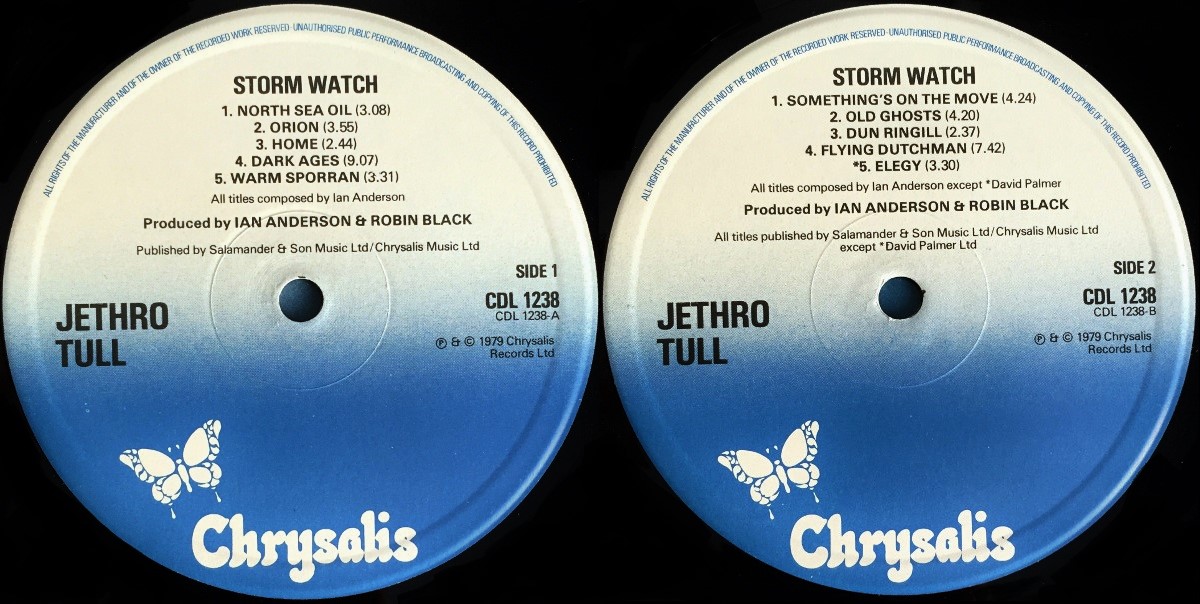 ALL RIGHTS OF THE MANUFACTURER AND OF THE OWNER OF THE RECORDED WORK RESERVED · UNAUTHORISED PUBLIC PERFORMANCE BROADCASTING AND COPYING OF THIS RECORD PROHIBITED
STORM WATCH
1. NORTH SEA OIL (3.08)
2. ORION (3.55)
3. HOME (2.44)
4. DARK AGES (9.07)
5. WARM SPORRAN (3.31)
All titles composed by Ian Anderson
Produced by IAN ANDERSON & ROBIN BLACK
Published by Salamander & Son Music Ltd/Chrysalis Music Ltd
SIDE 1
CDL 1238
CDL 1238-A
JETHRO
TULL
℗ & © 1979 Chrysalis
Records Ltd
Chrysalis
ALL RIGHTS OF THE MANUFACTURER AND OF THE OWNER OF THE RECORDED WORK RESERVED · UNAUTHORISED PUBLIC PERFORMANCE BROADCASTING AND COPYING OF THIS RECORD PROHIBITED
STORM WATCH
1. SOMETHING'S ON THE MOVE (4.24)
2. OLD GHOSTS (4.20)
3. DUN RINGILL (2.37)
4. FLYING DUTCHMAN (7.42)
*5. ELEGY (3.30)
All titles composed by Ian Anderson except *David Palmer
Produced by IAN ANDERSON & ROBIN BLACK
All titles published by Salamander & Son Music Ltd/Chrysalis Music Ltd
except *David Palmer Ltd
SIDE 2
CDL 1238
CDL 1238-B
JETHRO
TULL
℗ & © 1979 Chrysalis
Records Ltd
Chrysalis